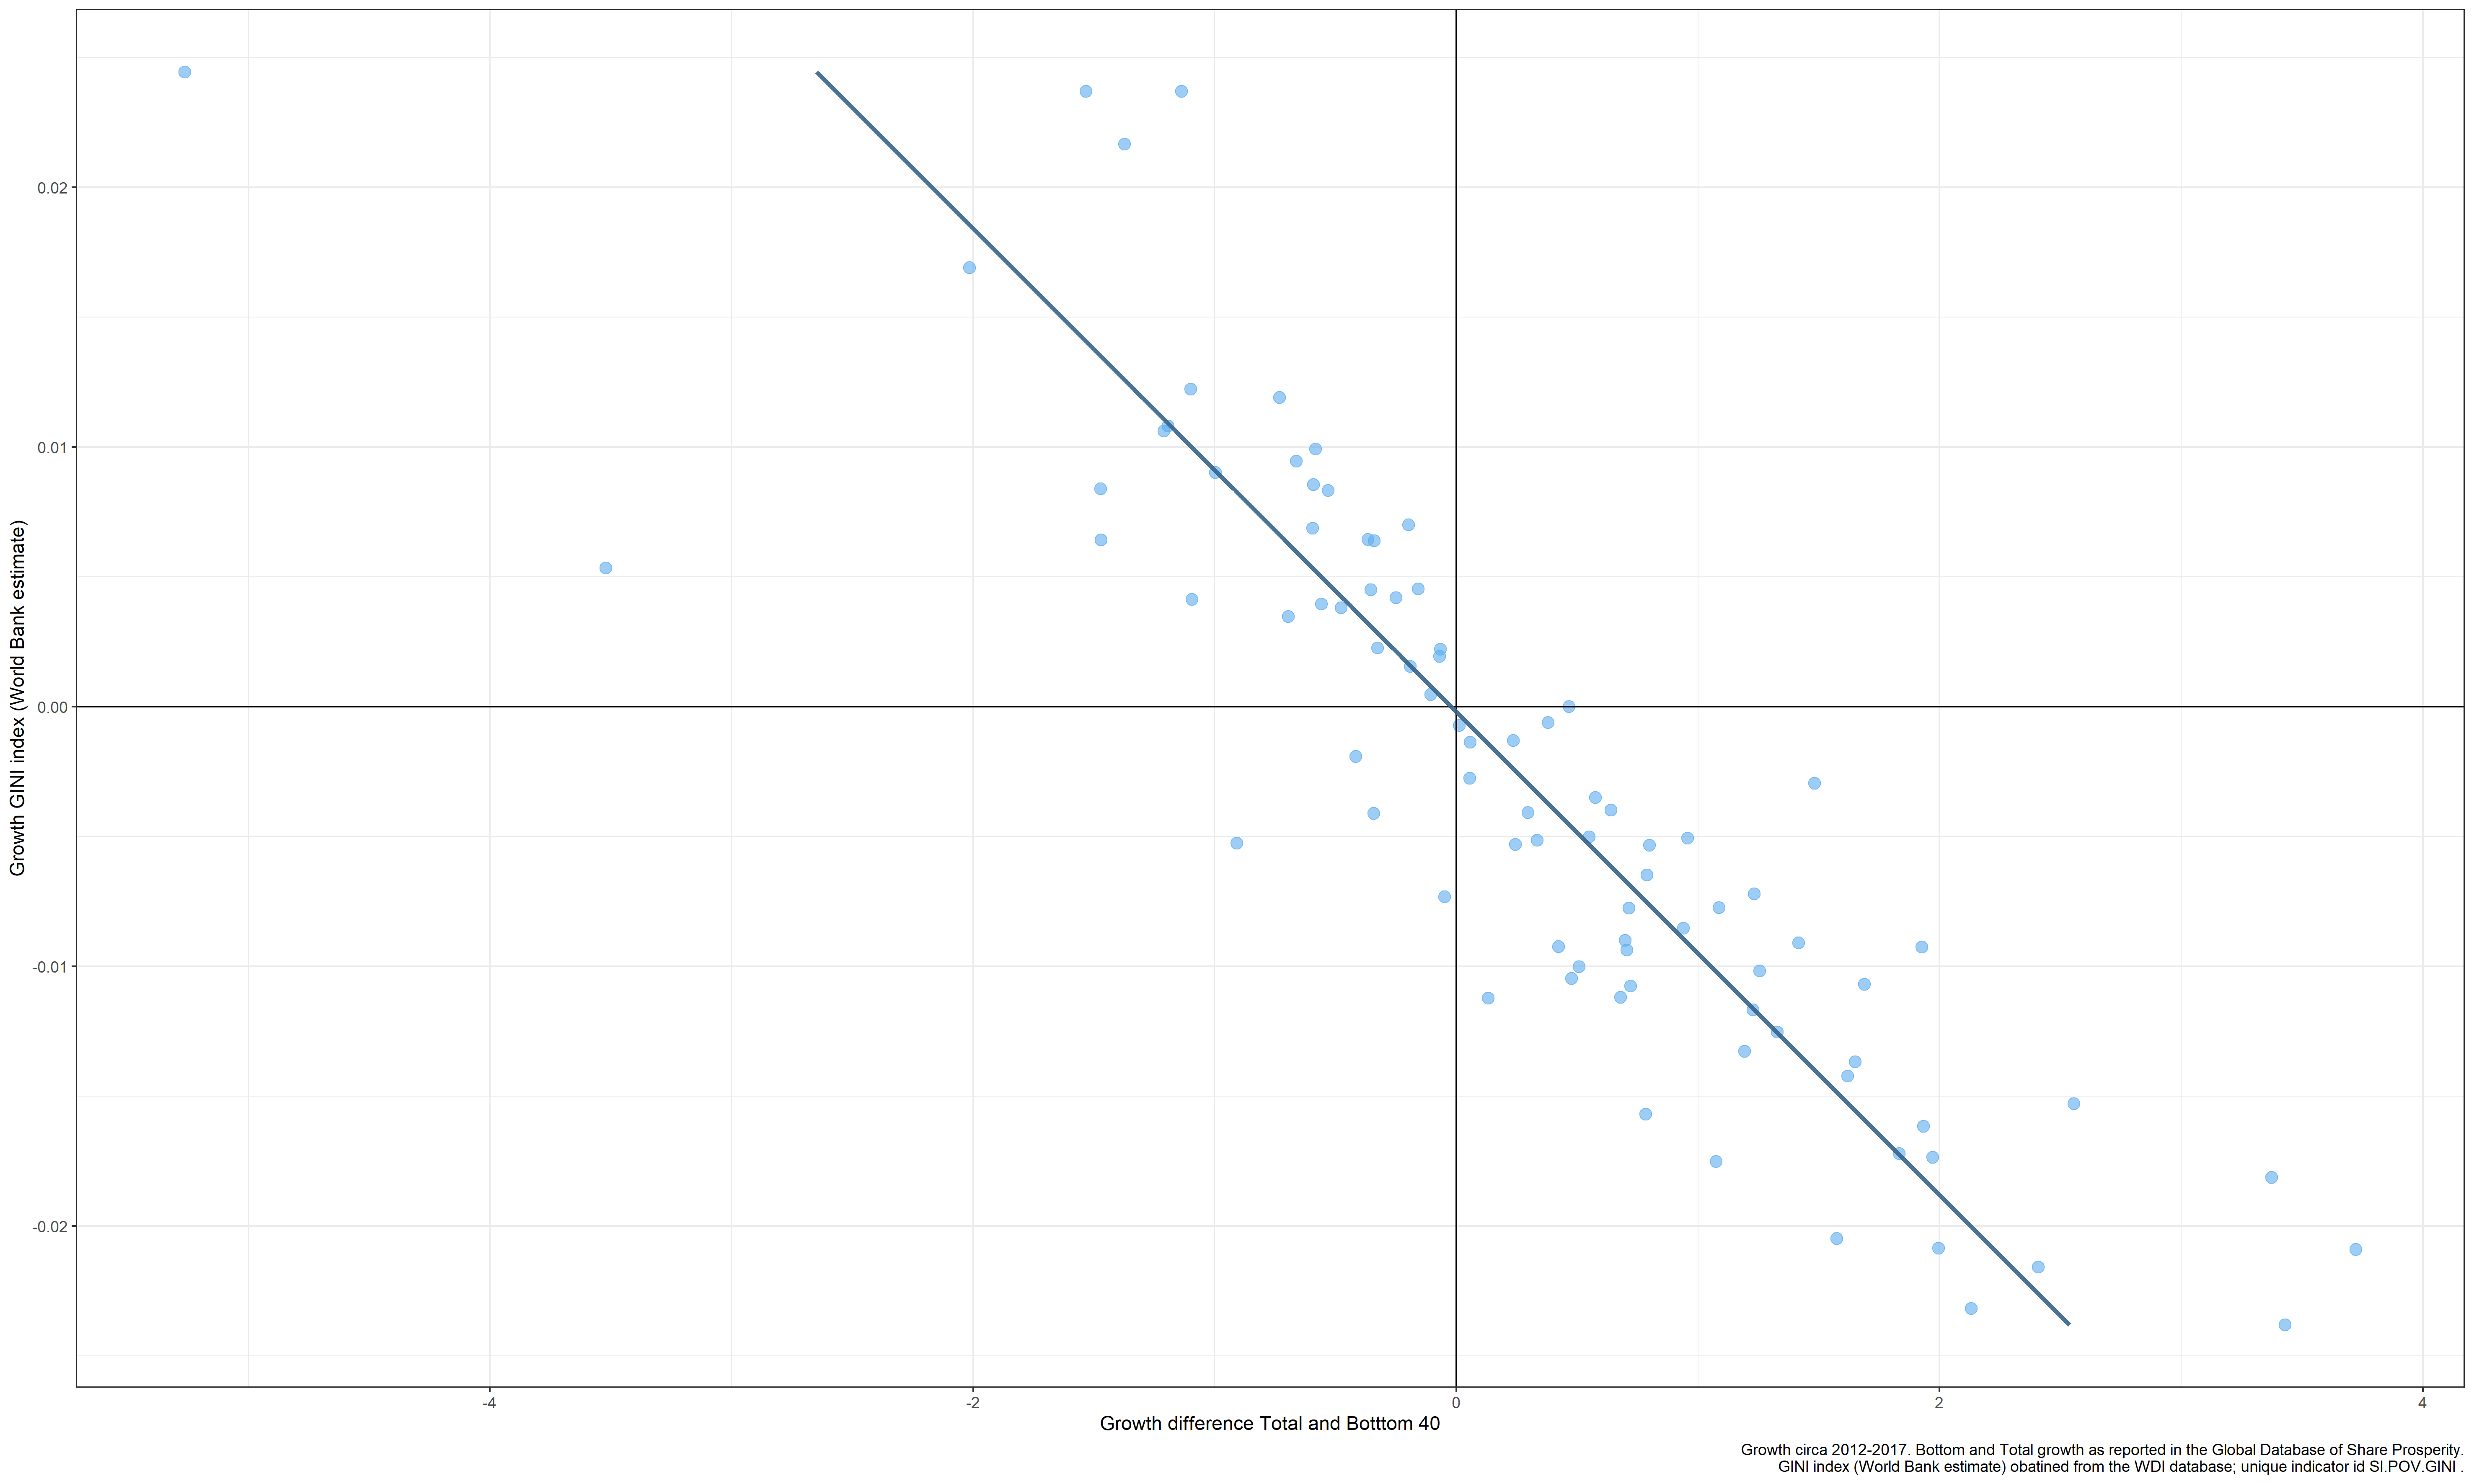 0.02
0.01
0.00
-0.01
-0.02
Growth GINI index (World Bank estimate)
-4
-2
0
2
4
Growth difference Total and Botttom 40
Growth circa 2012-2017. Bottom and Total growth as reported in the Global Database of Share Prosperity.
GINI index (World Bank estimate) obatined from the WDI database; unique indicator id SI.POV.GINI .